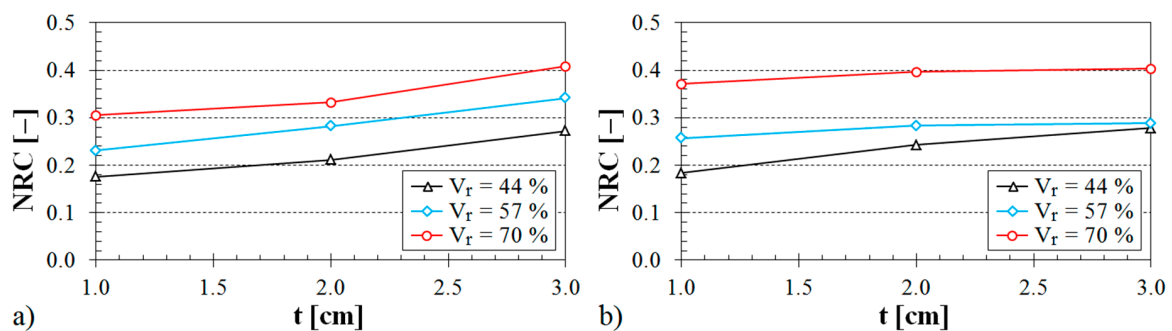 0.5
0.4
0.3
0.2
0.1
0.0
NRC [–]
1.0 1.5 2.0 2.5 3.0
t [cm]
Vr = 44 %
Vr = 57 %
Vr = 70 %
a)
0.5
0.4
0.3
0.2
0.1
0.0
NRC [–]
1.0 1.5 2.0 2.5 3.0
t [cm]
Vr = 44 %
Vr = 57 %
Vr = 70 %
b)